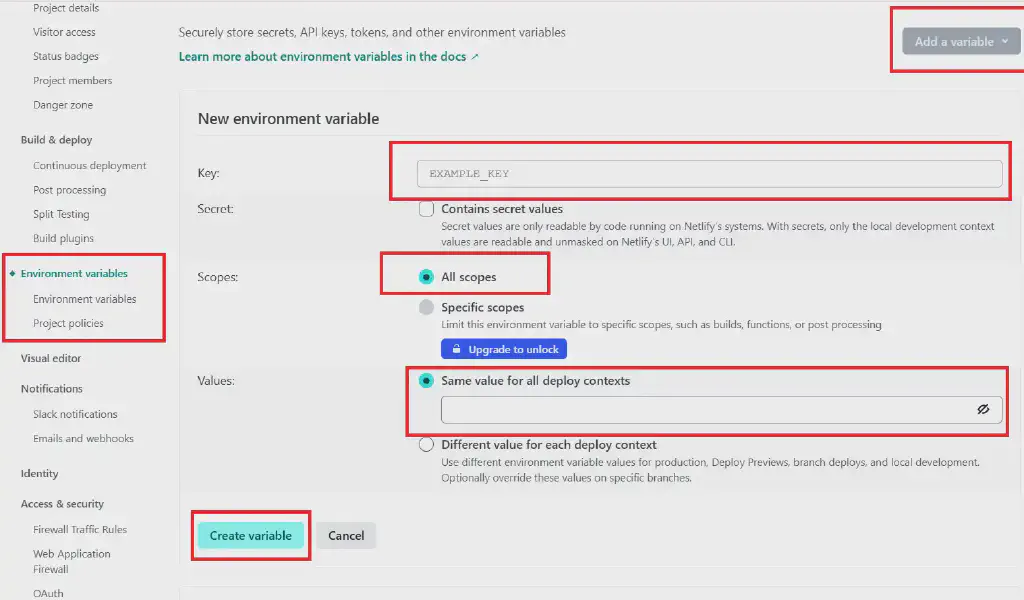 Project details
Visitor access
Status badges
Project members
Danger zone
Build & deploy
Continuous deployment
Post processing
Split Testing
Build plugins
Environment variables
Environment variables
Project policies
Visual editor
Notifications
Slack notifications
Emails and webhooks
Identity
Access & security
Firewall Traffic Rules
Web Application
Firewall
OAuth
Securely store secrets, API keys, tokens, and other environment variables
Learn more about environment variables in the docs ↗
Add a variable
New environment variable
Key:
EXAMPLE_KEY
Secret:
Contains secret values
Secret values are only readable by code running on Netlify's systems. With secrets, only the local development context
values are readable and unmasked on Netlify's UI, API, and CLI.
Scopes:
All scopes
Specific scopes
Limit this environment variable to specific scopes, such as builds, functions, or post processing
Upgrade to unlock
Values:
Same value for all deploy contexts
Different value for each deploy context
Use different environment variable values for production, Deploy Previews, branch deploys, and local development.
Optionally override these values on specific branches.
Create variable
Cancel